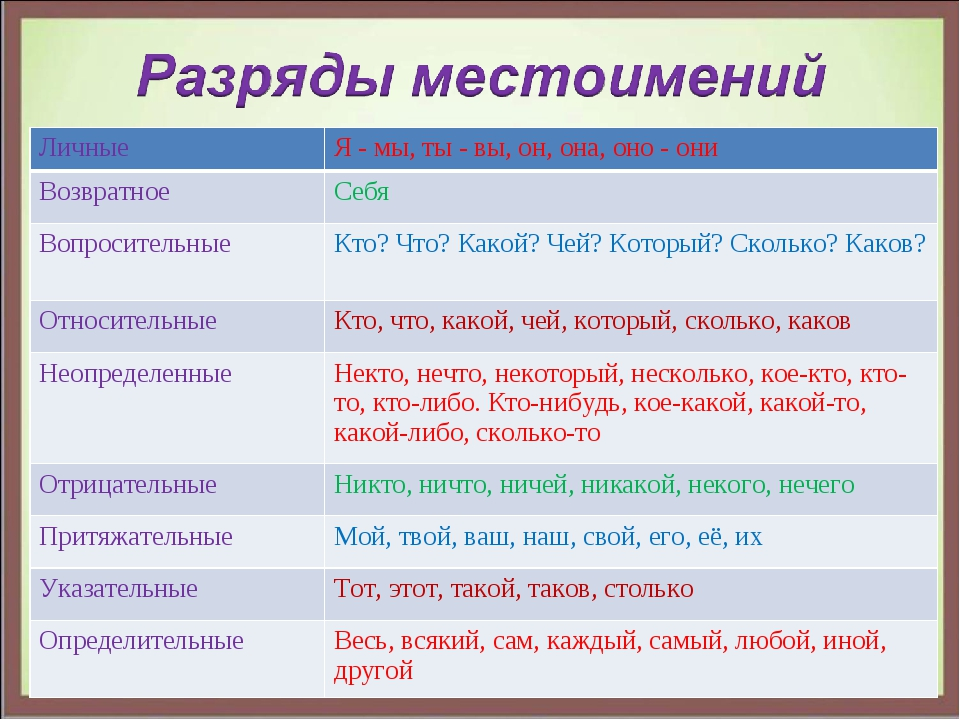 Разряды местоимений
Личные
Я - мы, ты - вы, он, она, оно - они
Возвратное
Себя
Вопросительные
Кто? Что? Какой? Чей? Который? Сколько? Каков?
Относительные
Кто, что, какой, чей, который, сколько, каков
Неопределенные
Некто, нечто, некоторый, несколько, кое-кто, кто-
то, кто-либо. Кто-нибудь, кое-какой, какой-то,
какой-либо, сколько-то
Отрицательные
Никто, ничто, ничей, никакой, некого, нечего
Притяжательные
Мой, твой, ваш, наш, свой, его, её, их
Указательные
Тот, этот, такой, таков, столько
Определительные
Весь, всякий, сам, каждый, самый, любой, иной,
другой